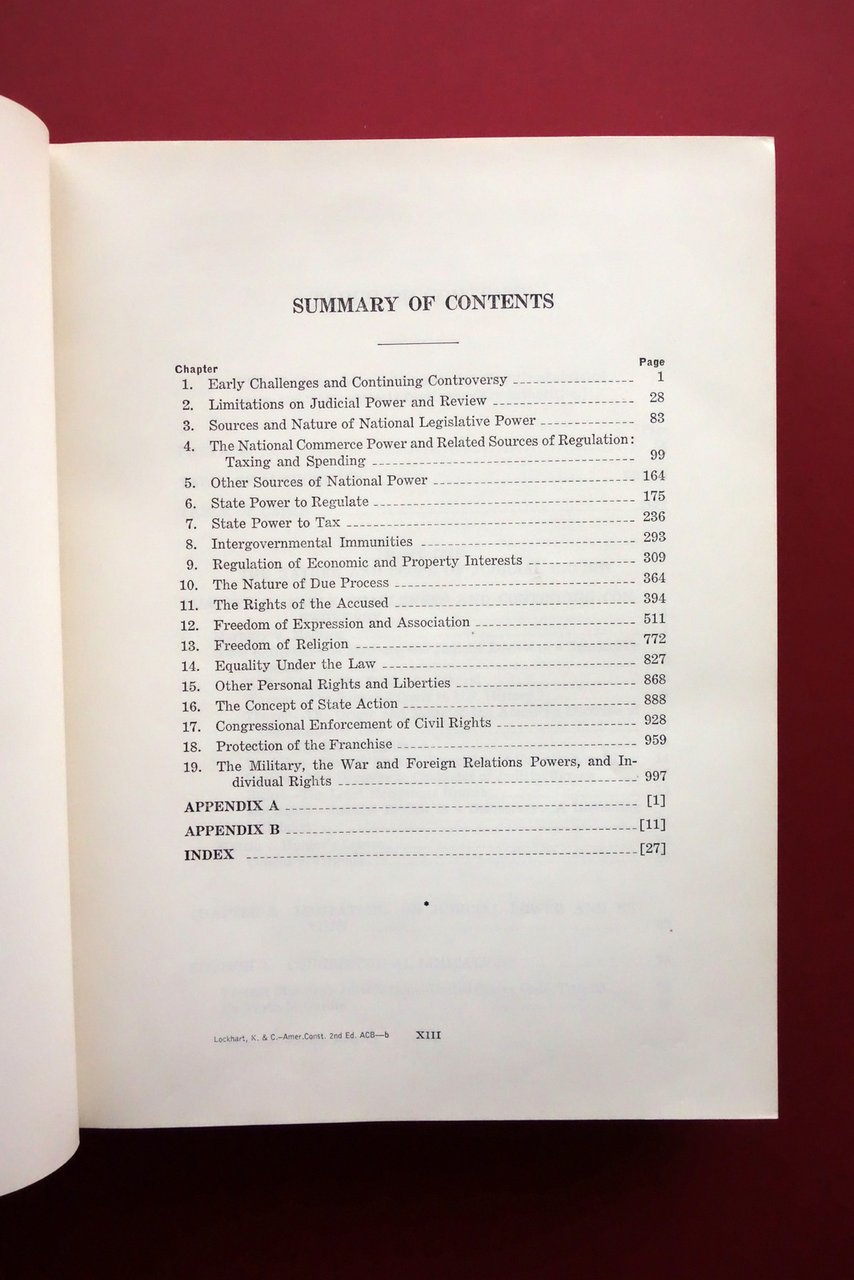 SUMMARY OF CONTENTS
Chapter Page
1. Early Challenges and Continuing Controversy 1
2. Limitations on Judicial Power and Review 28
3. Sources and Nature of National Legislative Power 83
4. The National Commerce Power and Related Sources of Regulation:
Taxing and Spending 99
5. Other Sources of National Power 164
6. State Power to Regulate 175
7. State Power to Tax 236
8. Intergovernmental Immunities 293
9. Regulation of Economic and Property Interests 309
10. The Nature of Due Process 364
11. The Rights of the Accused 394
12. Freedom of Expression and Association 511
13. Freedom of Religion 772
14. Equality Under the Law 827
15. Other Personal Rights and Liberties 868
16. The Concept of State Action 888
17. Congressional Enforcement of Civil Rights 928
18. Protection of the Franchise 959
19. The Military, the War and Foreign Relations Powers, and In-
dividual Rights 997
APPENDIX A [1]
APPENDIX B [11]
INDEX [27]
Lockhart, K. & C.–Amer.Const. 2nd Ed. ACB—b XIII